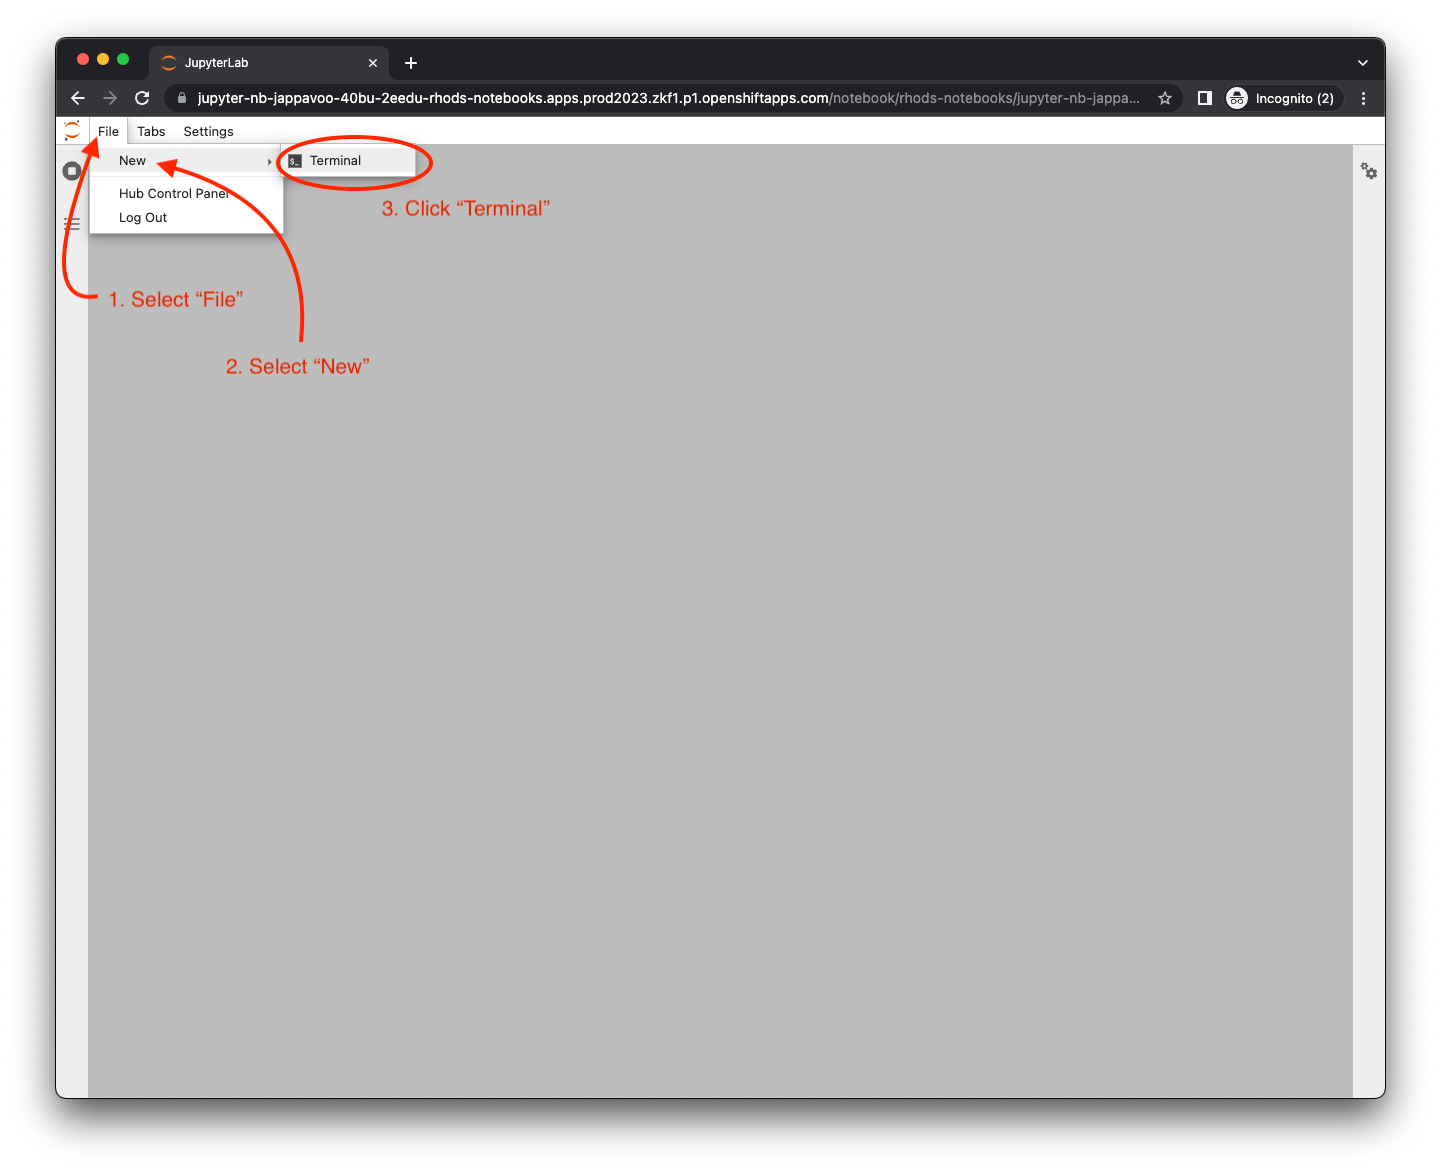 JupyterLab
jupyter-nb-jappavoo-40bu-2eedu-rhods-notebooks.apps.prod2023.zkf1.p1.openshiftapps.com/notebook/rhods-notebooks/jupyter-nb-jappa...
Incognito (2)
File Tabs Settings
New
$_ Terminal
Hub Control Panel
Log Out
3. Click “Terminal”
1. Select “File”
2. Select “New”